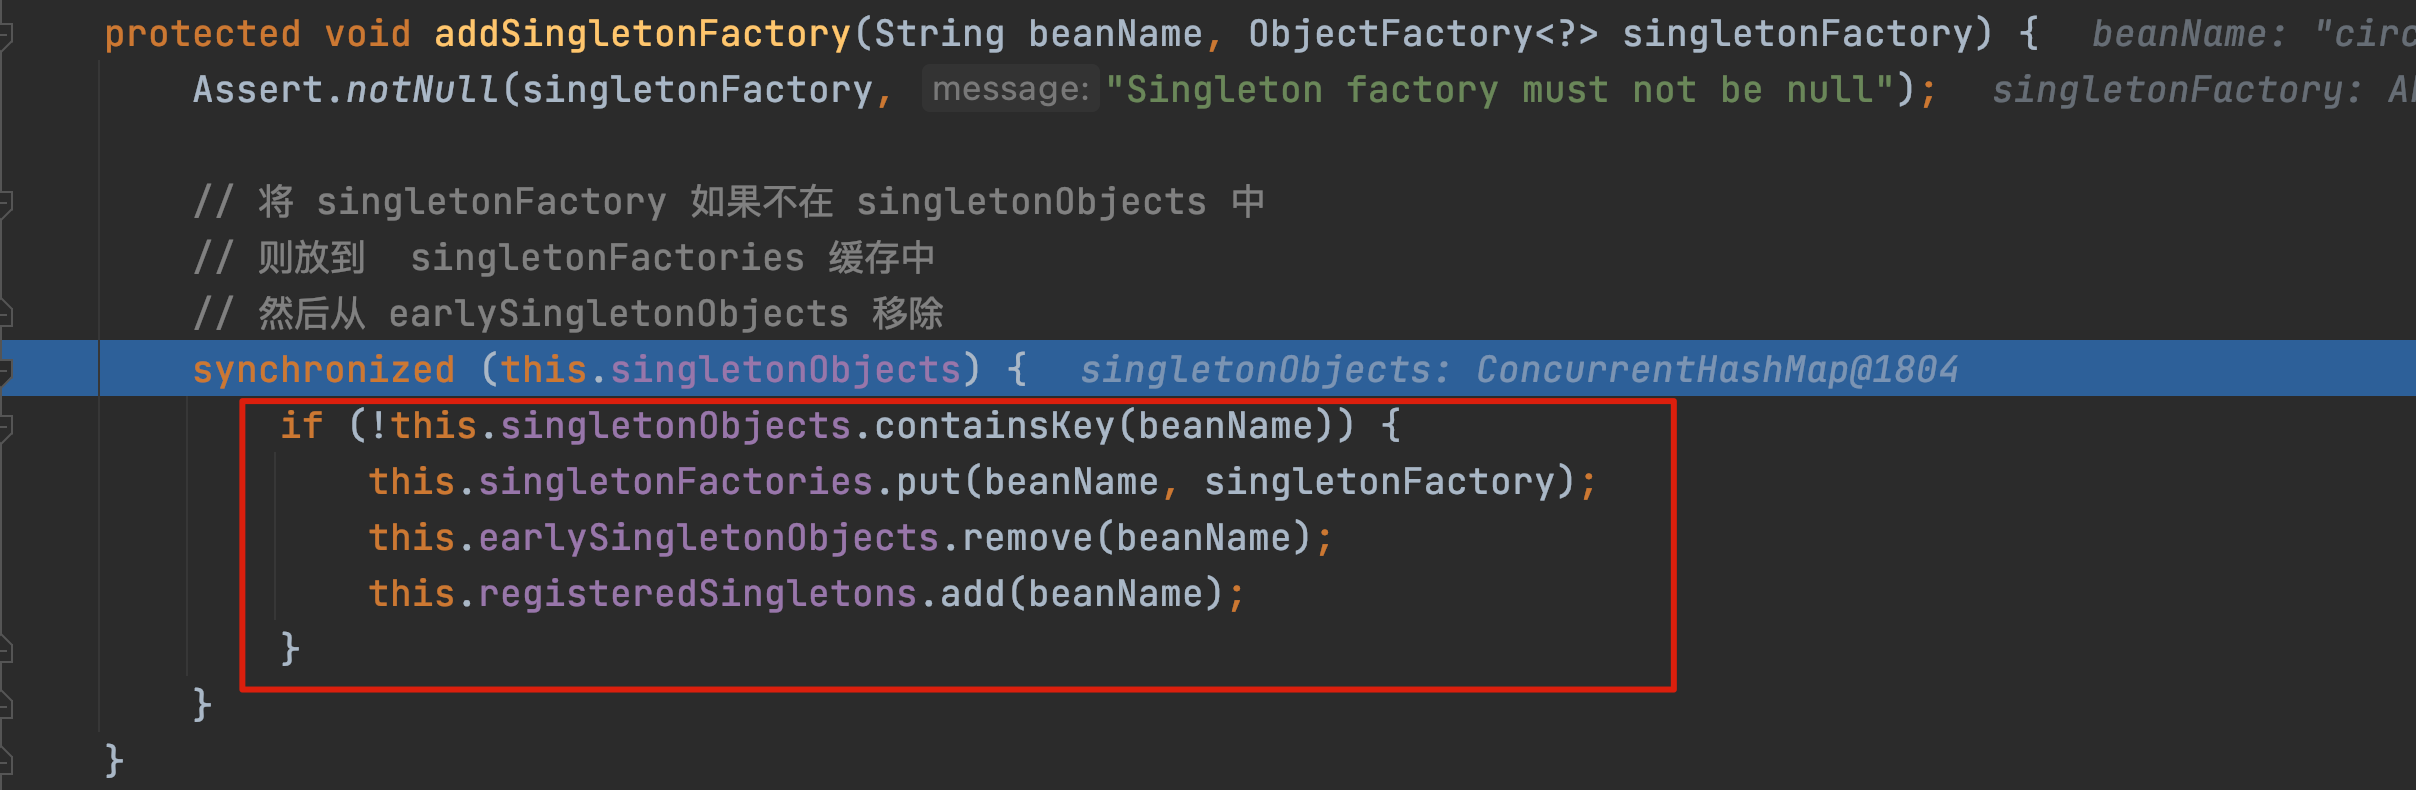 protected void addSingletonFactory(String beanName, ObjectFactory<?> singletonFactory) {  beanName: "circ
Assert.notNull(singletonFactory, message: "Singleton factory must not be null");  singletonFactory: Ab
// 将 singletonFactory 如果不在 singletonObjects 中
// 则放到  singletonFactories 缓存中
// 然后从 earlySingletonObjects 移除
synchronized (this.singletonObjects) {  singletonObjects: ConcurrentHashMap@1804
if (!this.singletonObjects.containsKey(beanName)) {
this.singletonFactories.put(beanName, singletonFactory);
this.earlySingletonObjects.remove(beanName);
this.registeredSingletons.add(beanName);
}
}
}